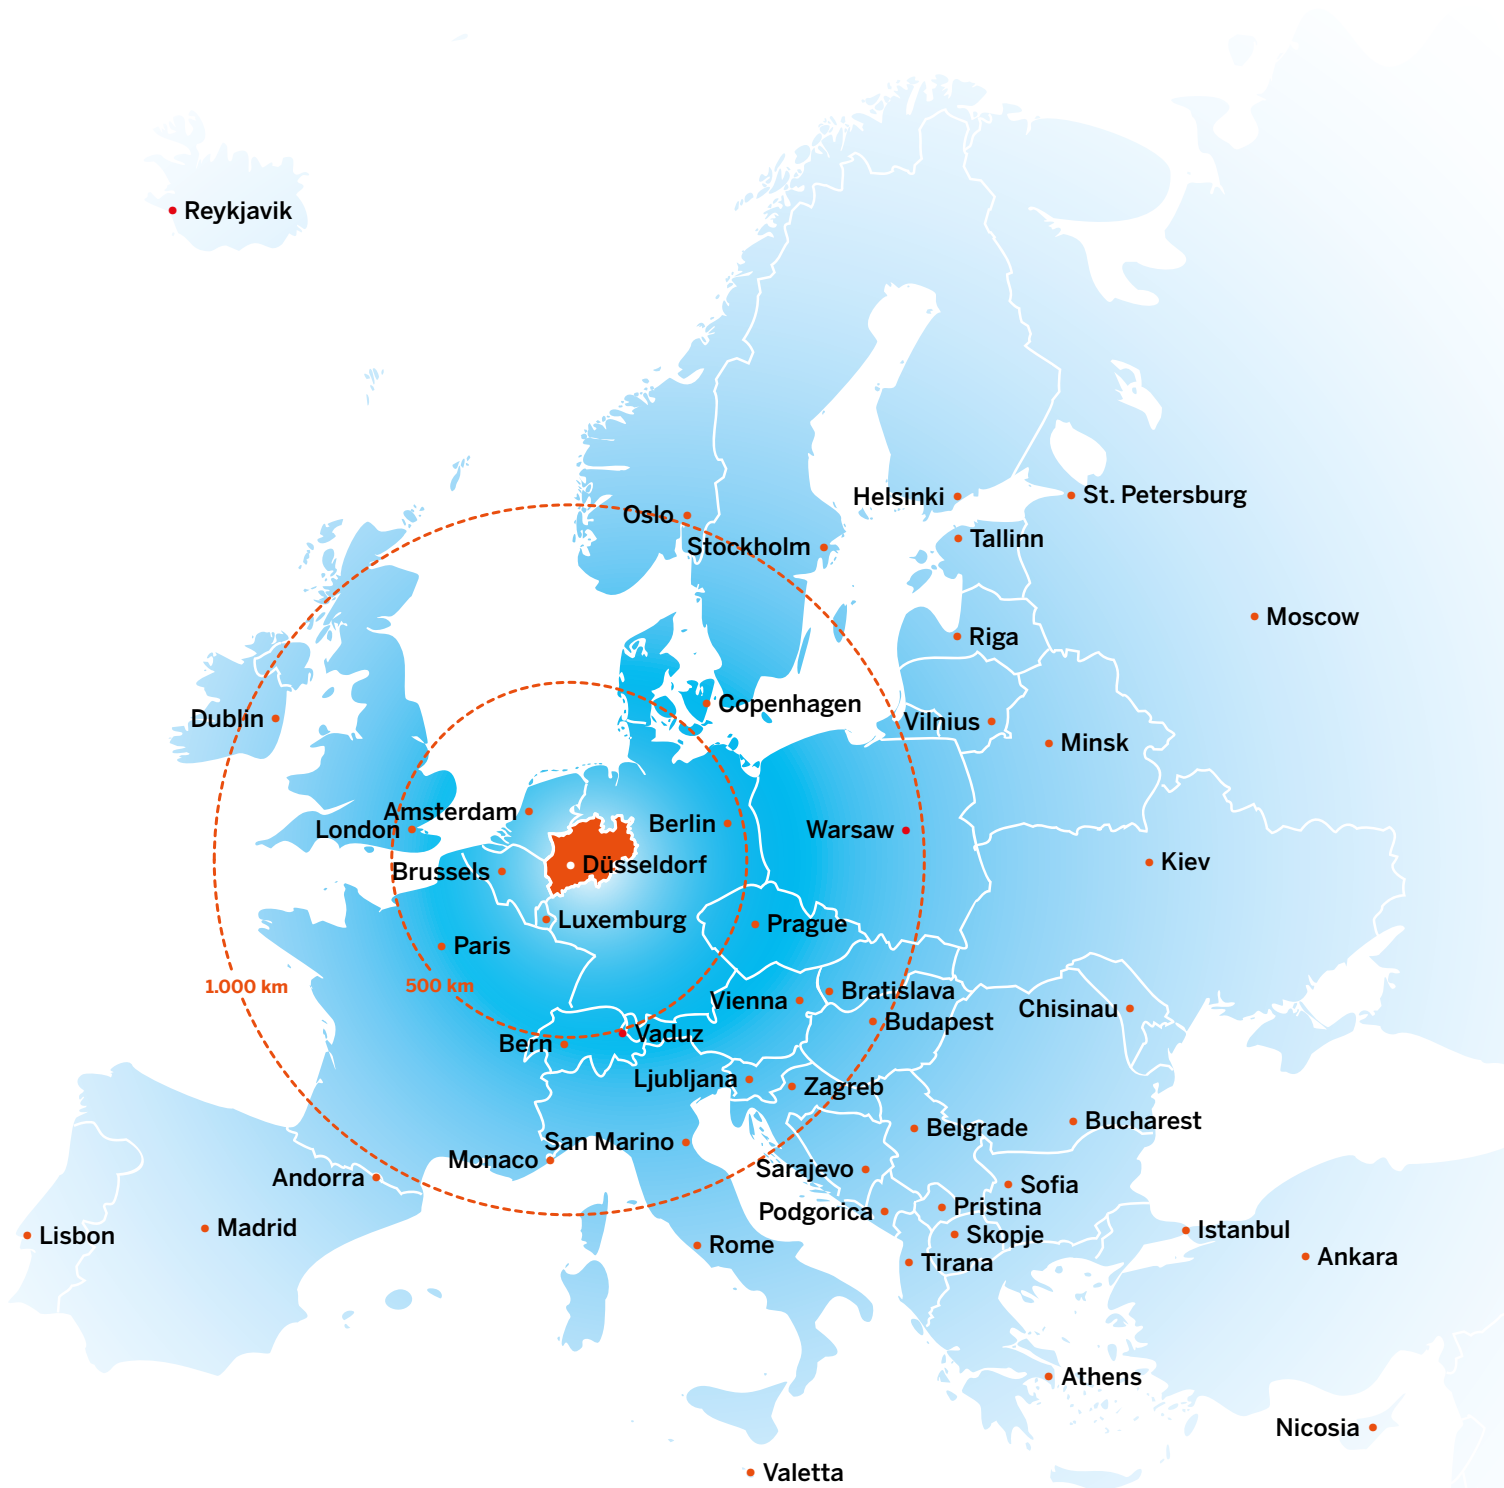 Reykjavik
Helsinki
St. Petersburg
Oslo
Stockholm
Tallinn
Moscow
Riga
Copenhagen
Dublin
Vilnius
Minsk
Amsterdam
London
Berlin
Warsaw
Brussels
Düsseldorf
Kiev
Luxemburg
Prague
Paris
1.000 km
500 km
Bratislava
Vienna
Chisinau
Budapest
Vaduz
Bern
Ljubljana
Zagreb
Bucharest
Belgrade
San Marino
Monaco
Sarajevo
Andorra
Sofia
Pristina
Podgorica
Madrid
Istanbul
Lisbon
Skopje
Rome
Ankara
Tirana
Athens
Nicosia
Valetta